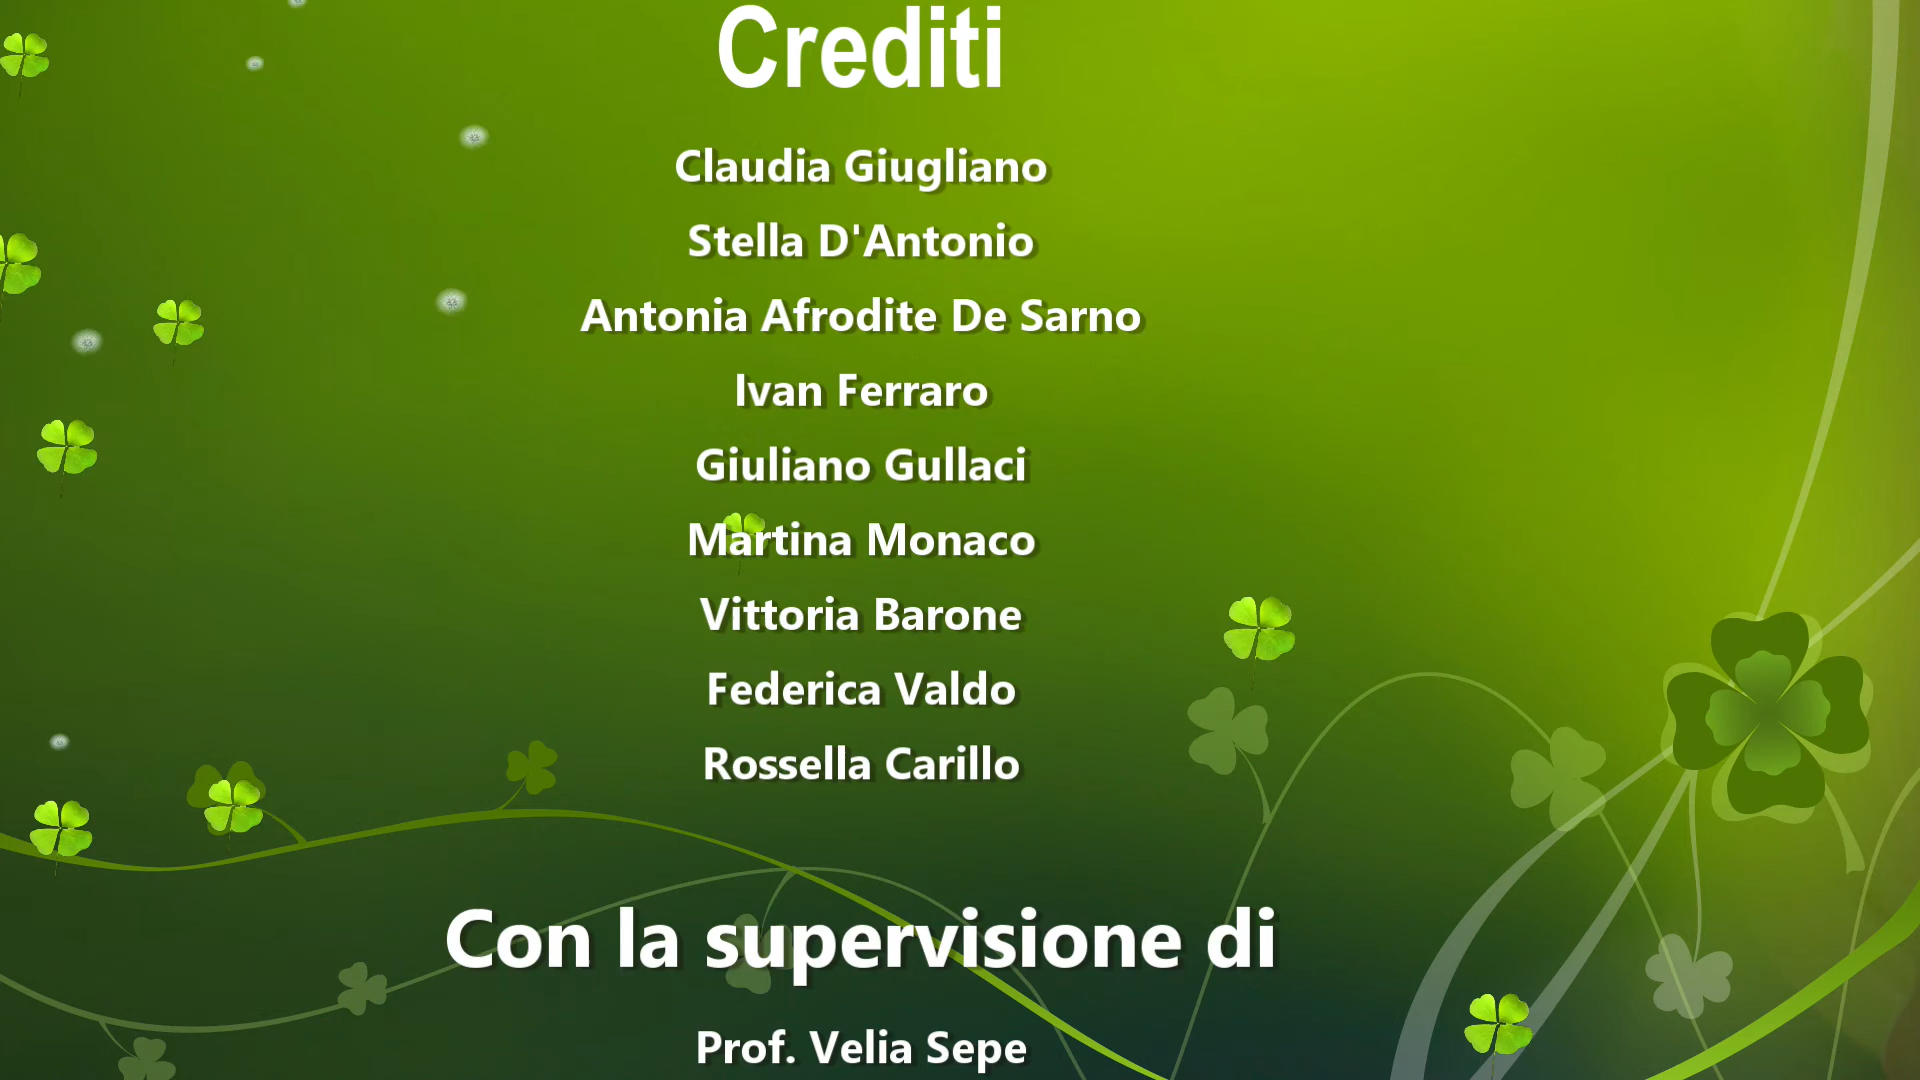 Crediti
Claudia Giugliano
Stella D'Antonio
Antonia Afrodite De Sarno
Ivan Ferraro
Giuliano Gullaci
Martina Monaco
Vittoria Barone
Federica Valdo
Rossella Carillo
Con la supervisione di
Prof. Velia Sepe